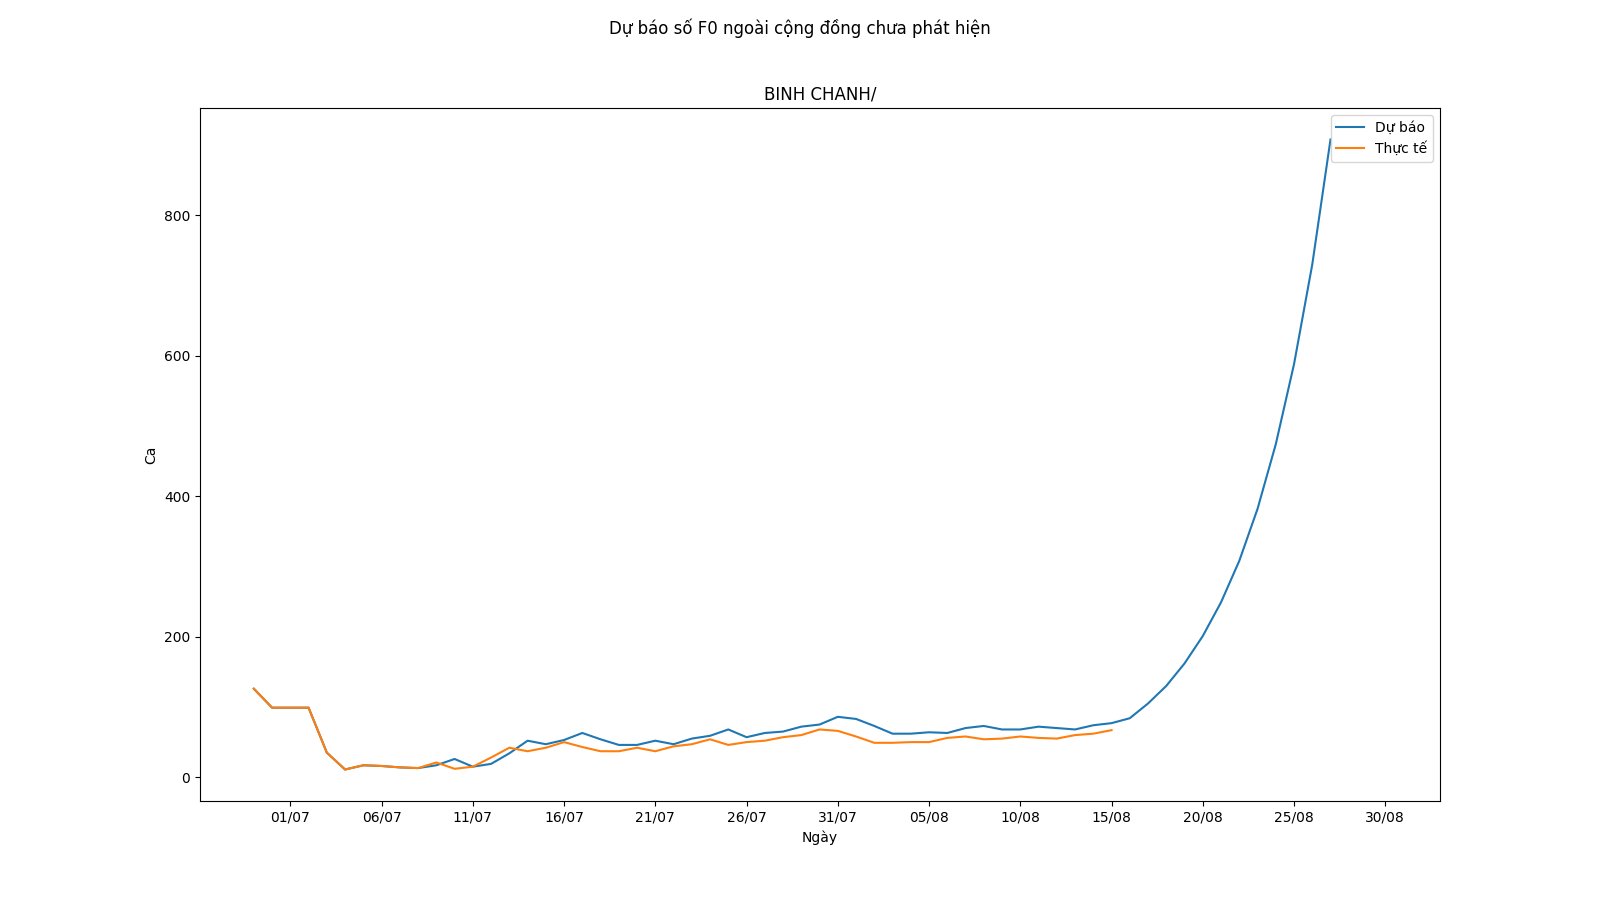 Dự báo số F0 ngoài cộng đồng chưa phát hiện
BINH CHANH/
Dự báo
Thực tế
Ca
800
600
400
200
0
01/07 06/07 11/07 16/07 21/07 26/07 31/07 05/08 10/08 15/08 20/08 25/08 30/08
Ngày